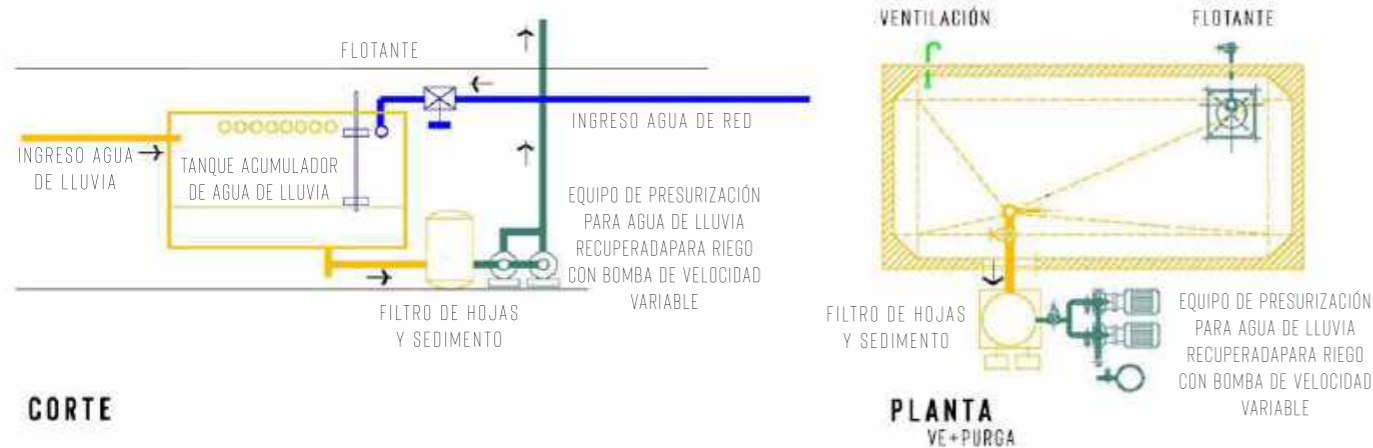 FLOTANTE
INGRESO AGUA DE RED
INGRESO AGUA
DE LLUVIA
TANQUE ACUMULADOR
DE AGUA DE LLUVIA
EQUIPO DE PRESURIZACIÓN
PARA AGUA DE LLUVIA
RECUPERADAPARA RIEGO
CON BOMBA DE VELOCIDAD
VARIABLE
FILTRO DE HOJAS
Y SEDIMENTO
CORTE
VENTILACIÓN
FLOTANTE
FILTRO DE HOJAS
Y SEDIMENTO
EQUIPO DE PRESURIZACIÓN
PARA AGUA DE LLUVIA
RECUPERADAPARA RIEGO
CON BOMBA DE VELOCIDAD
VARIABLE
PLANTA
VE+PURGA